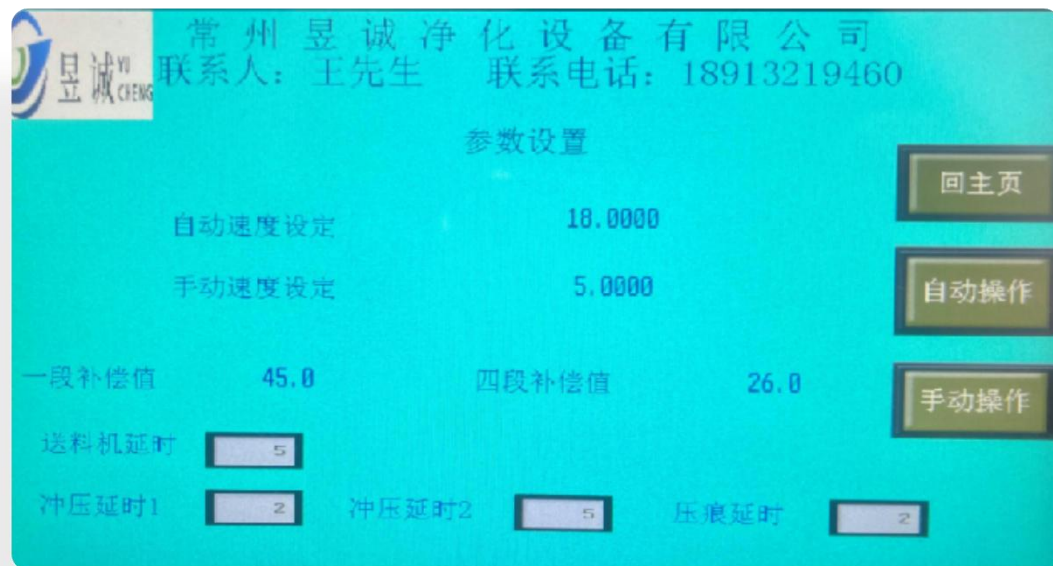 常州昱诚净化设备有限公司
昱诚 YU CHENG
联系人：王先生 联系电话：18913219460
参数设置
回主页
自动速度设定 18.0000
手动速度设定 5.0000
自动操作
一段补偿值 45.0 四段补偿值 26.0
手动操作
送料机延时 5
冲压延时1 2 冲压延时2 5 压痕延时 2